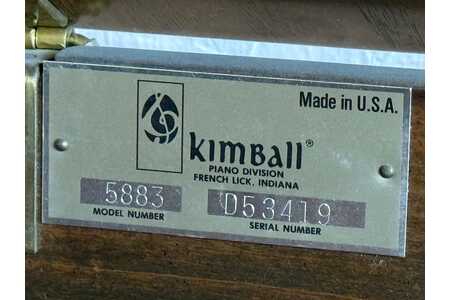 Made in U.S.A.
KIMBall®
PIANO DIVISION
FRENCH LICK, INDIANA
5883 D53419
MODEL NUMBER SERIAL NUMBER